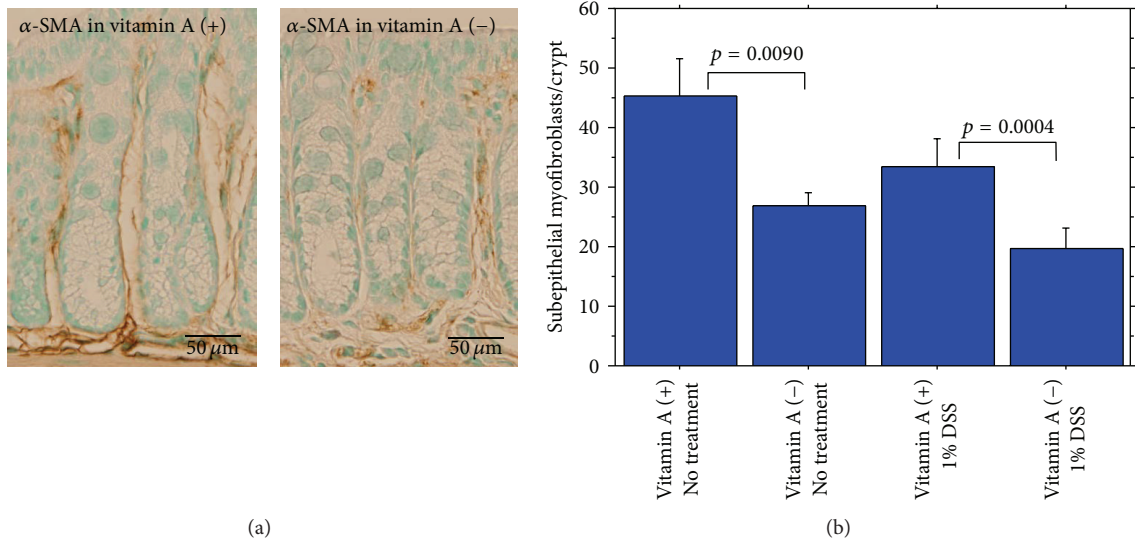 α-SMA in vitamin A (+)
50 μm
α-SMA in vitamin A (−)
50 μm
(a)
Subepithelial myofibroblasts/crypt
60
50
40
30
20
10
0
p = 0.0090
p = 0.0004
Vitamin A (+)
No treatment
Vitamin A (−)
No treatment
Vitamin A (+)
1% DSS
Vitamin A (−)
1% DSS
(b)